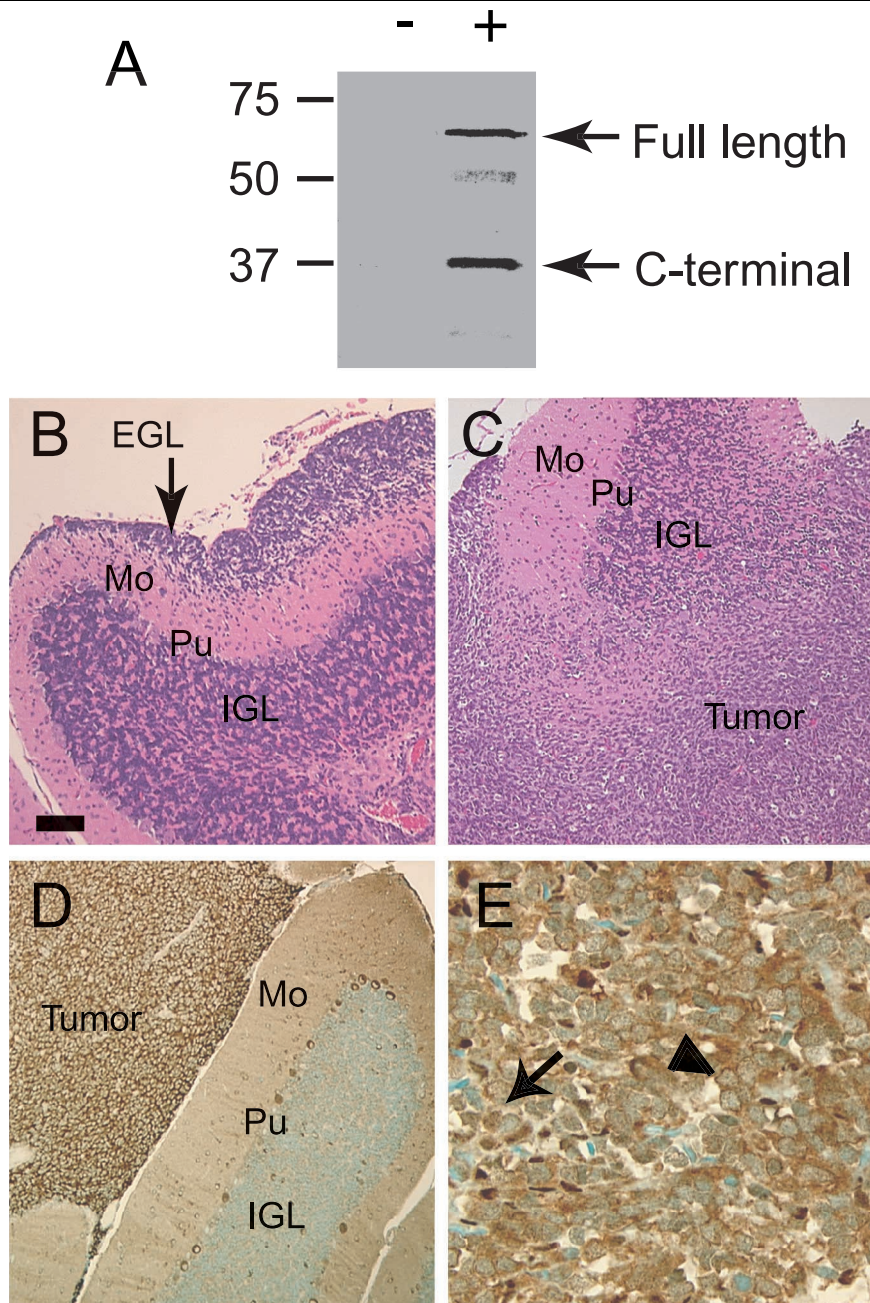 - +
A
75
Full length
50
37
C-terminal
B
EGL
Mo
Pu
IGL
C
Mo
Pu
IGL
Tumor
D
Tumor
Mo
Pu
IGL
E